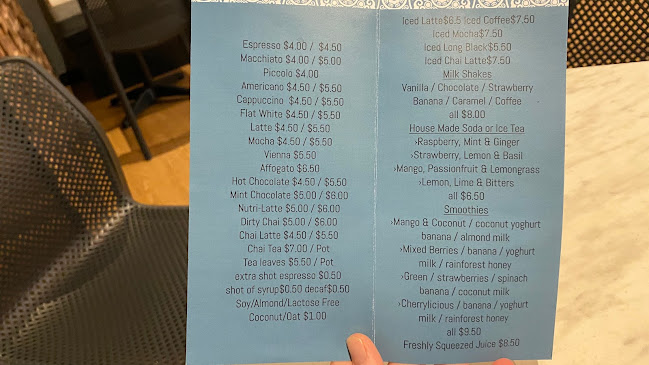 Espresso $4.00 / $4.50
Macchiato $4.00 / $5.00
Piccolo $4.00
Americano $4.50 / $5.50
Cappuccino $4.50 / $5.50
Flat White $4.50 / $5.50
Latte $4.50 / $5.50
Mocha $4.50 / $5.50
Vienna $5.50
Affogato $6.50
Hot Chocolate $4.50 / $5.50
Mint Chocolate $5.00 / $6.00
Nutri-Latte $5.00 / $6.00
Dirty Chai $5.00 / $6.00
Chai Latte $4.50 / $5.50
Chai Tea $7.00 / Pot
Tea leaves $5.50 / Pot
extra shot espresso $0.50
shot of syrup$0.50 decaf$0.50
Soy/Almond/Lactose Free
Coconut/Oat $1.00
Iced Latte$6.5 Iced Coffee$7.50
Iced Mocha$7.50
Iced Long Black$5.50
Iced Chai Latte$7.50
Milk Shakes
Vanilla / Chocolate / Strawberry
Banana / Caramel / Coffee
all $8.00
House Made Soda or Ice Tea
›Raspberry, Mint & Ginger
›Strawberry, Lemon & Basil
›Mango, Passionfruit & Lemongrass
›Lemon, Lime & Bitters
all $6.50
Smoothies
›Mango & Coconut / coconut yoghurt
banana / almond milk
›Mixed Berries / banana / yoghurt
milk / rainforest honey
›Green / strawberries / spinach
banana / coconut milk
›Cherrylicious / banana / yoghurt
milk / rainforest honey
all $9.50
Freshly Squeezed Juice $8.50